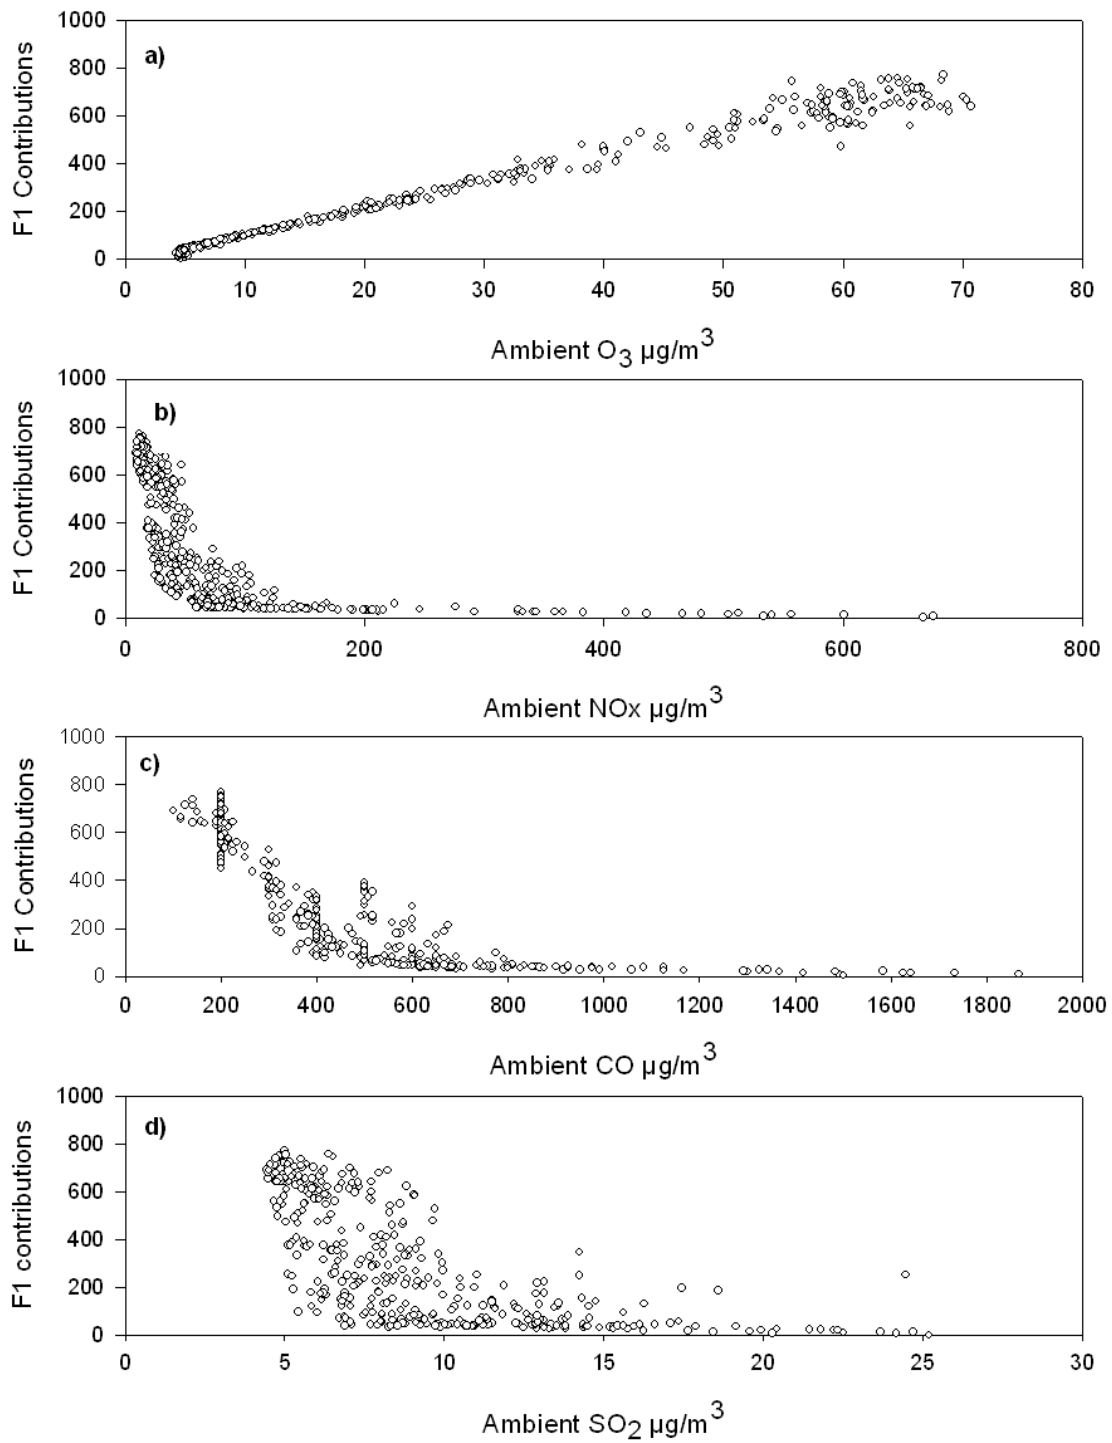 1000
800
600
400
200
0
F1 Contributions
a)
0 10 20 30 40 50 60 70 80
Ambient O3 µg/m3
1000
800
600
400
200
0
F1 Contributions
b)
0 200 400 600 800
Ambient NOx µg/m3
1000
800
600
400
200
0
F1 Contributions
c)
0 200 400 600 800 1000 1200 1400 1600 1800 2000
Ambient CO µg/m3
1000
800
600
400
200
0
F1 contributions
d)
0 5 10 15 20 25 30
Ambient SO2 µg/m3